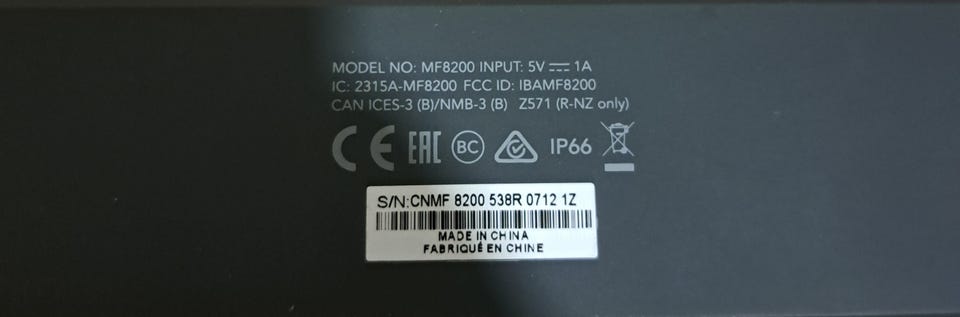 MODEL NO: MF8200 INPUT: 5V ⎓ 1A
IC: 2315A-MF8200 FCC ID: IBAMF8200
CAN ICES-3 (B)/NMB-3 (B) Z571 (R-NZ only)
CE EAC BC IP66
S/N:CNMF 8200 538R 0712 1Z
MADE IN CHINA
FABRIQUÉ EN CHINE